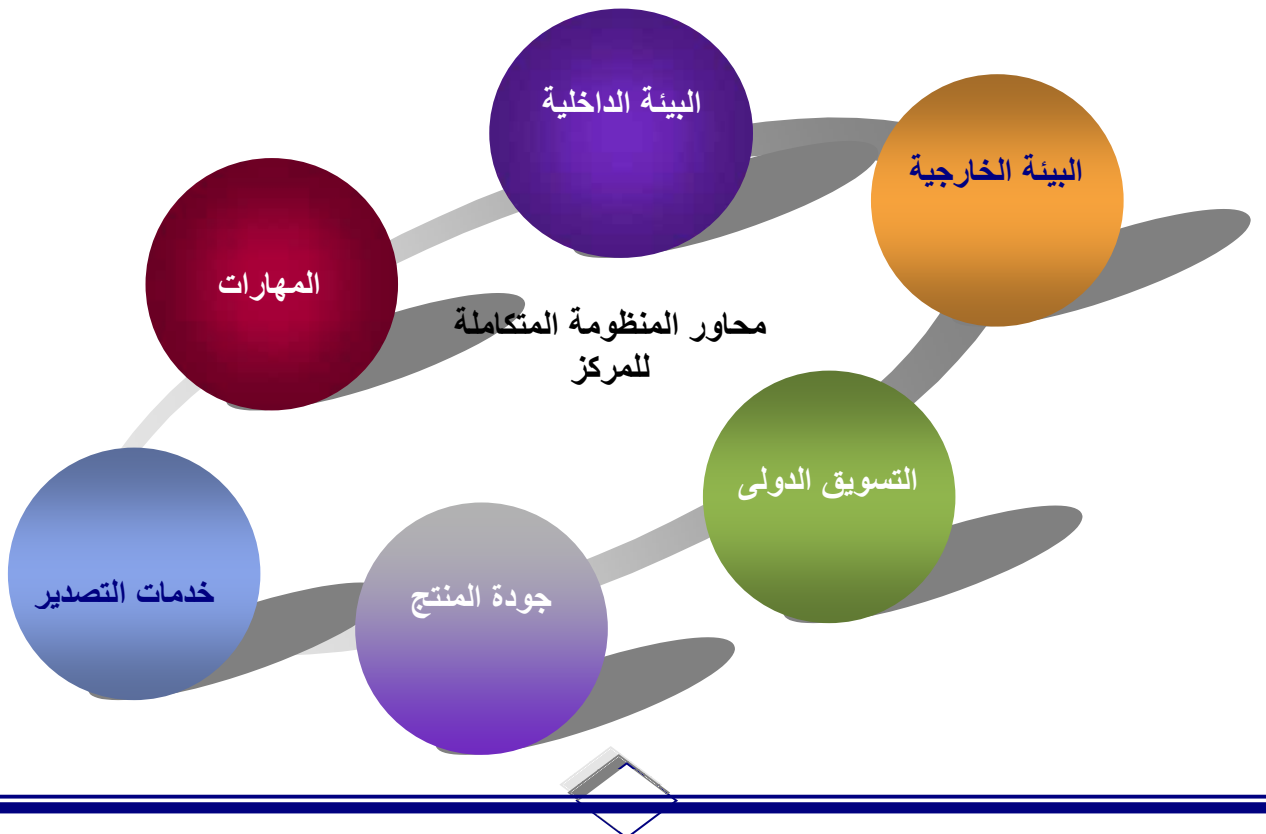 البيئة الداخلية
البيئة الخارجية
المهارات
محاور المنظومة المتكاملة
للمركز
التسويق الدولى
جودة المنتج
خدمات التصدير